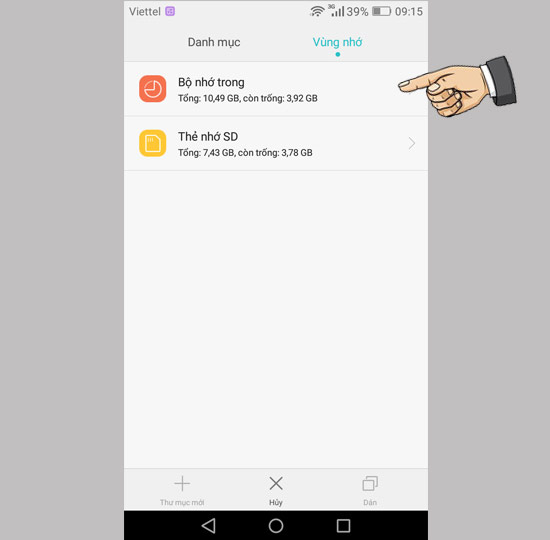 Viettel 3G 39% 09:15
Danh mục Vùng nhớ
Bộ nhớ trong
Tổng: 10,49 GB, còn trống: 3,92 GB
Thẻ nhớ SD
Tổng: 7,43 GB, còn trống: 3,78 GB
Thư mục mới Hủy Dán